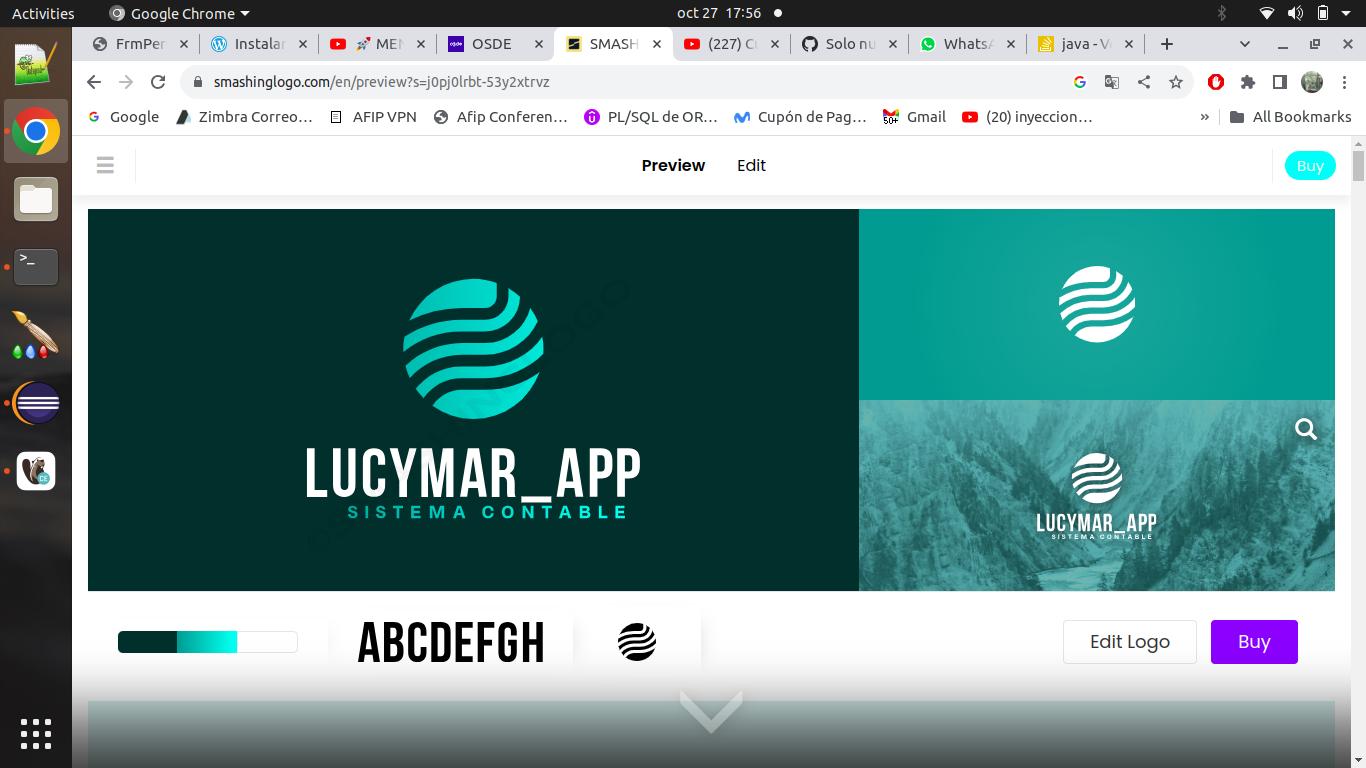 Activities
Google Chrome
oct 27 17:56
FrmPer
Instalar
OSDE
SMASH
(227) C
Solo nu
WhatsA
java - V
smashinglogo.com/en/preview?s=j0pj0lrbt-53y2xtrvz
Google
Zimbra Correo…
AFIP VPN
Afip Conferen…
PL/SQL de OR…
Cupón de Pag…
50+
Gmail
(20) inyeccion…
»
All Bookmarks
Preview
Edit
Buy
LUCYMAR_APP
SISTEMA CONTABLE
LUCYMAR_APP
SISTEMA CONTABLE
ABCDEFGH
Edit Logo
Buy
>_
CE